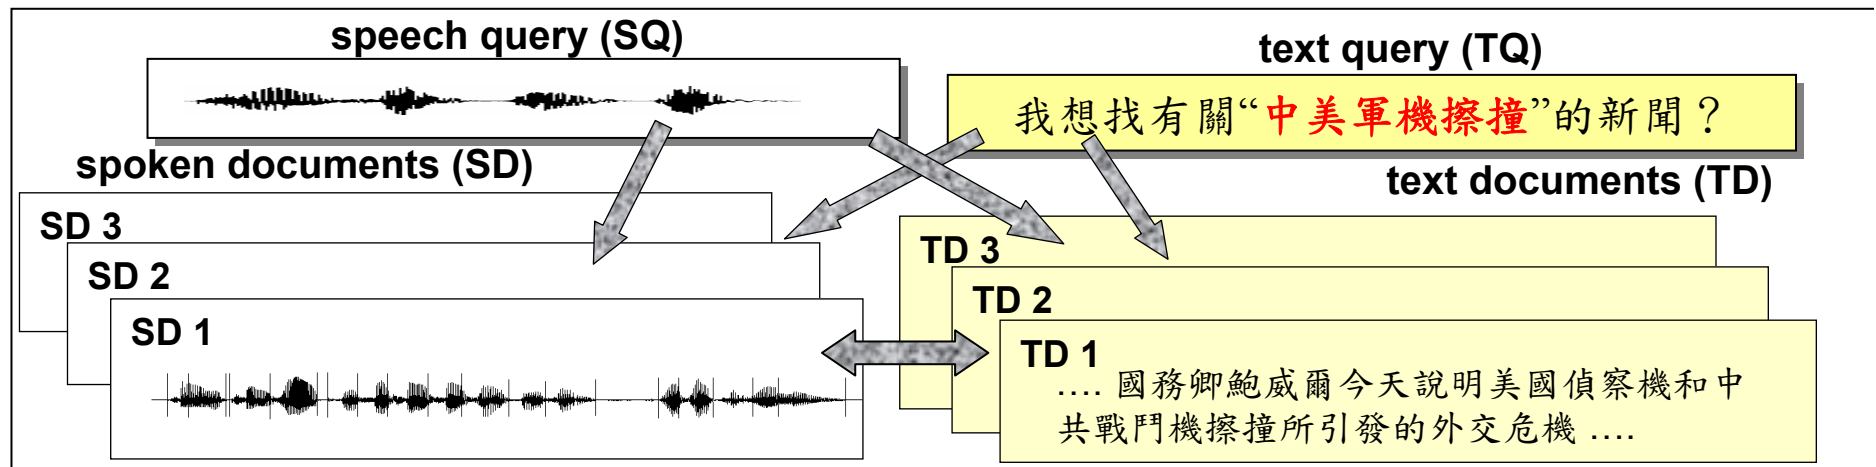 speech query (SQ)
text query (TQ)
我想找有關“中美軍機擦撞”的新聞？
spoken documents (SD)
text documents (TD)
SD 3
SD 2
SD 1
TD 3
TD 2
TD 1
…. 國務卿鮑威爾今天說明美國偵察機和中
共戰鬥機擦撞所引發的外交危機 ….